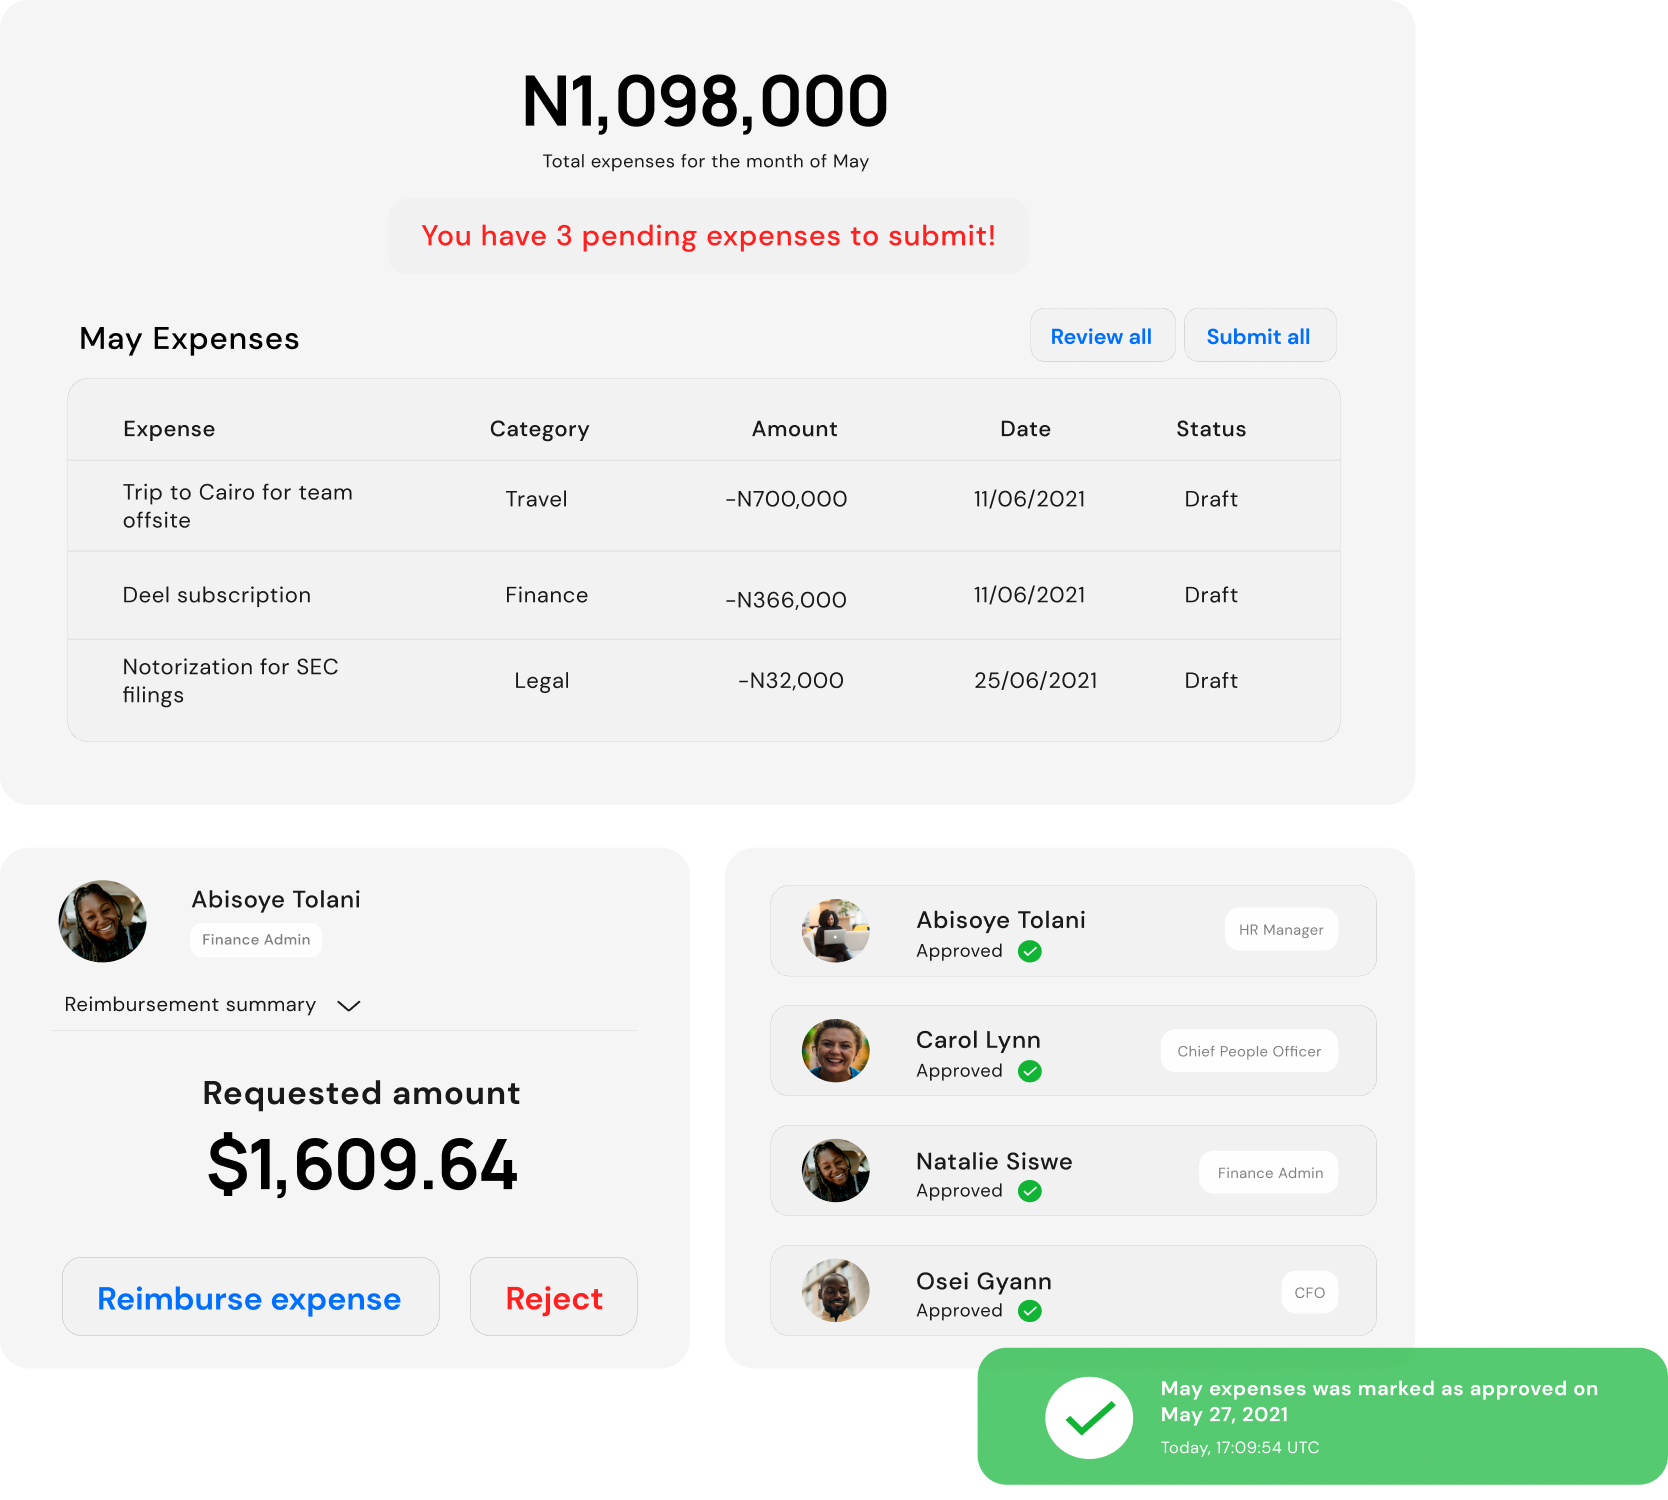 N1,098,000
Total expenses for the month of May
You have 3 pending expenses to submit!
May Expenses
Review all
Submit all
Expense Category Amount Date Status
Trip to Cairo for team
offsite
Travel -N700,000 11/06/2021 Draft
Deel subscription Finance -N366,000 11/06/2021 Draft
Notorization for SEC
filings
Legal -N32,000 25/06/2021 Draft
Abisoye Tolani
Finance Admin
Reimbursement summary
Requested amount
$1,609.64
Reimburse expense
Reject
Abisoye Tolani
Approved
HR Manager
Carol Lynn
Approved
Chief People Officer
Natalie Siswe
Approved
Finance Admin
Osei Gyann
Approved
CFO
May expenses was marked as approved on
May 27, 2021
Today, 17:09:54 UTC